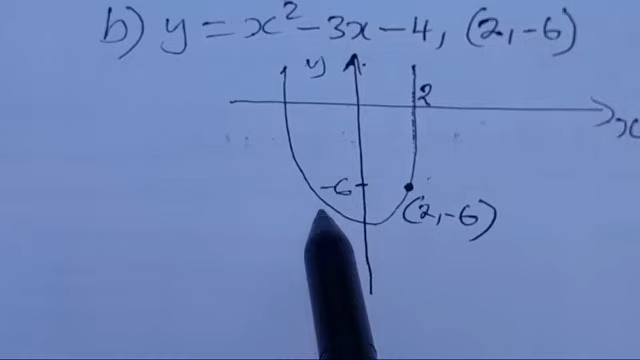 b) y = x² - 3x - 4, (2, -6)
y
2
x
-6
(2, -6)